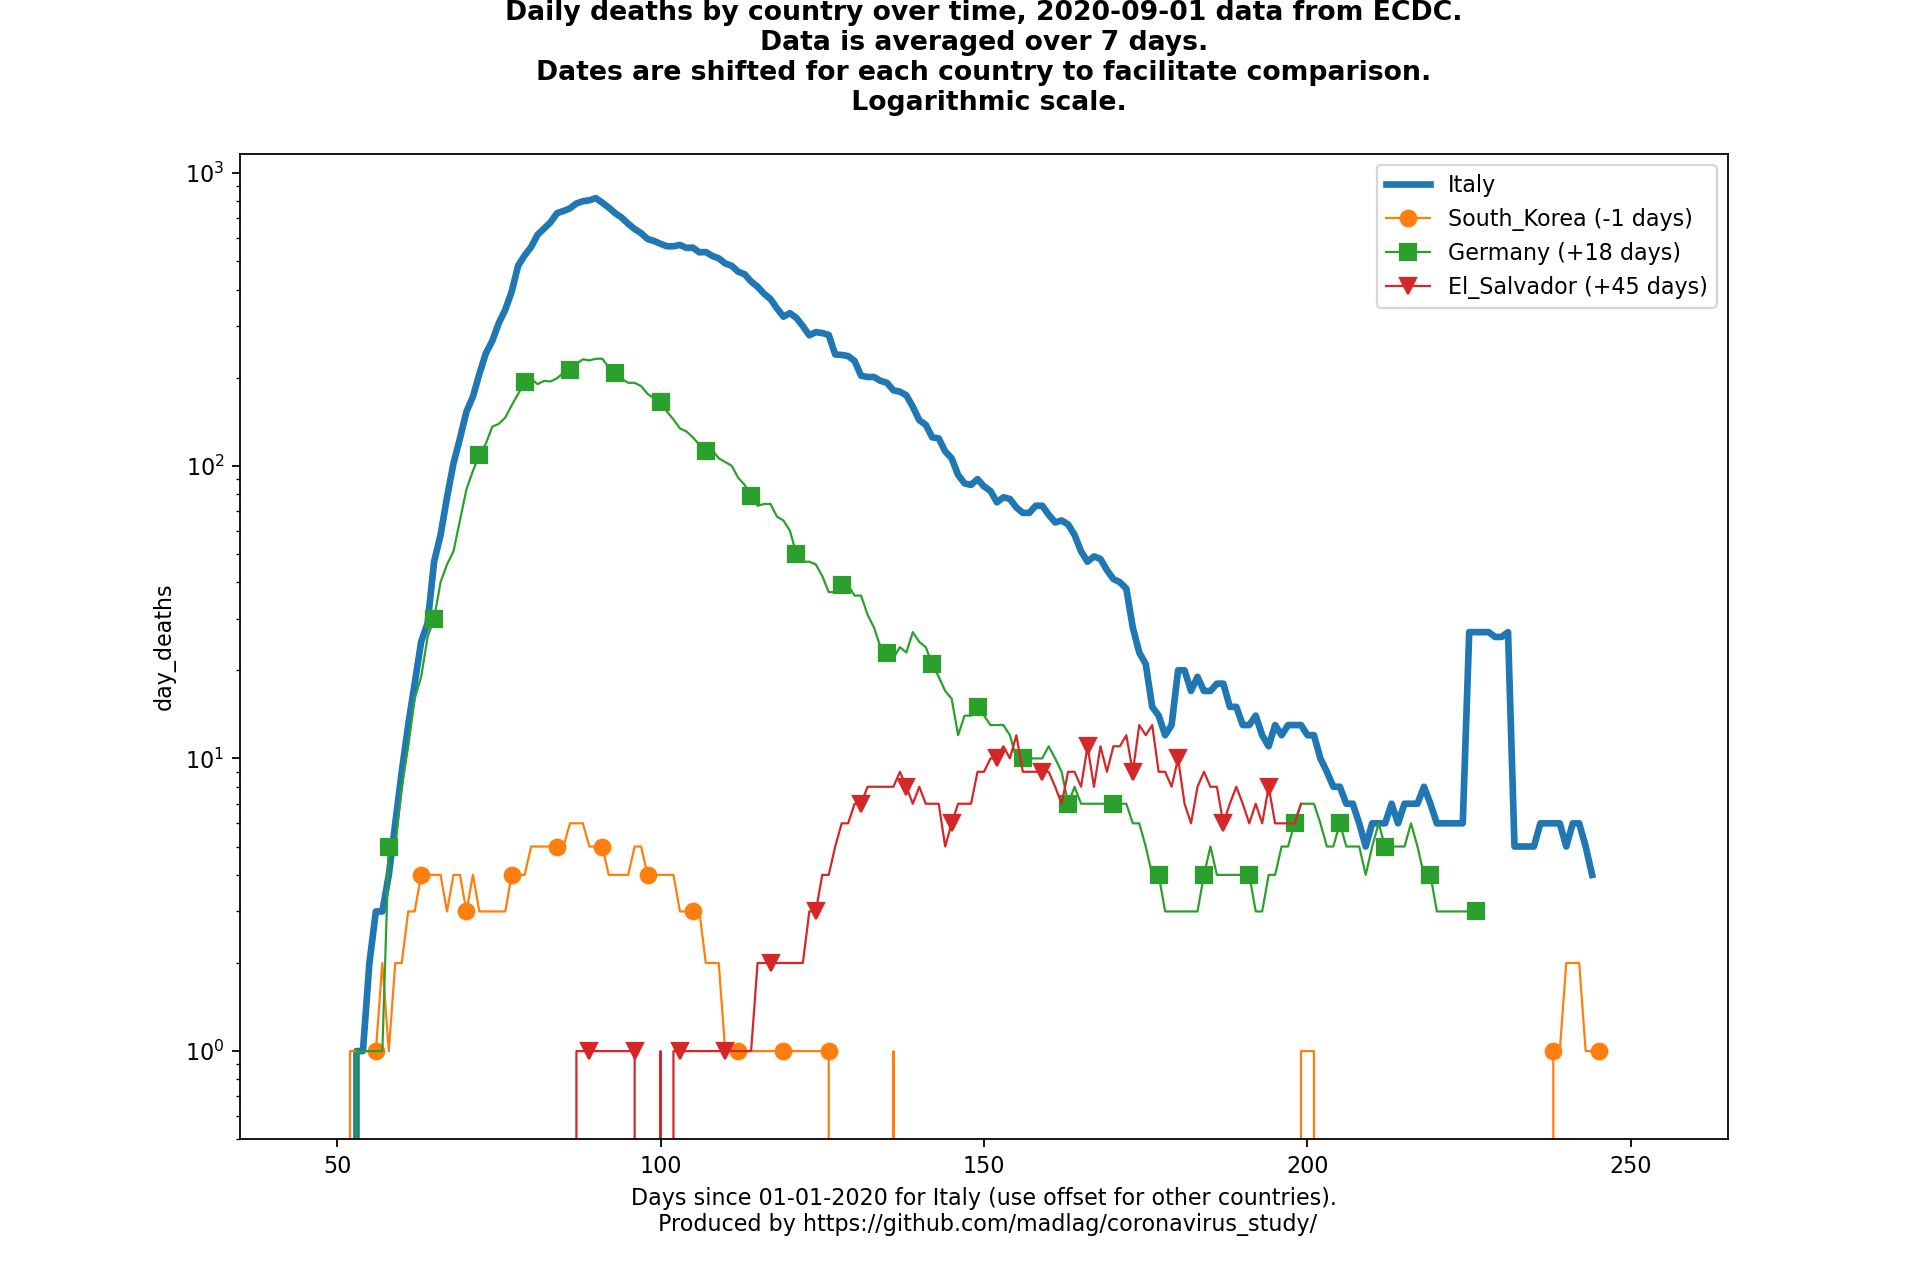 Daily deaths by country over time, 2020-09-01 data from ECDC.
Data is averaged over 7 days.
Dates are shifted for each country to facilitate comparison.
Logarithmic scale.
10³
10²
10¹
10⁰
day_deaths
Italy
South_Korea (-1 days)
Germany (+18 days)
El_Salvador (+45 days)
50 100 150 200 250
Days since 01-01-2020 for Italy (use offset for other countries).
Produced by https://github.com/madlag/coronavirus_study/